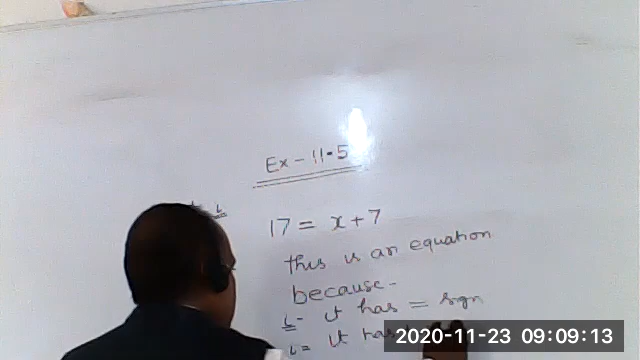 Ex - 11.5
17 = x + 7
this is an equation
because -
i - it has = sign
ii = it has
2020-11-23 09:09:13